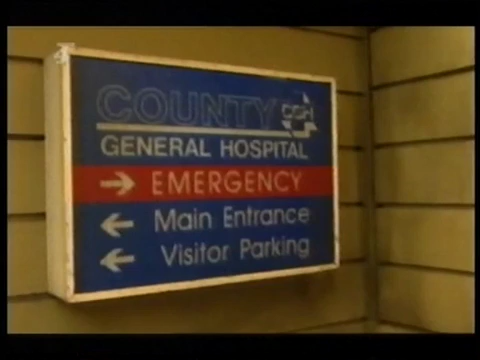 COUNTY CGH
GENERAL HOSPITAL
→ EMERGENCY
← Main Entrance
← Visitor Parking